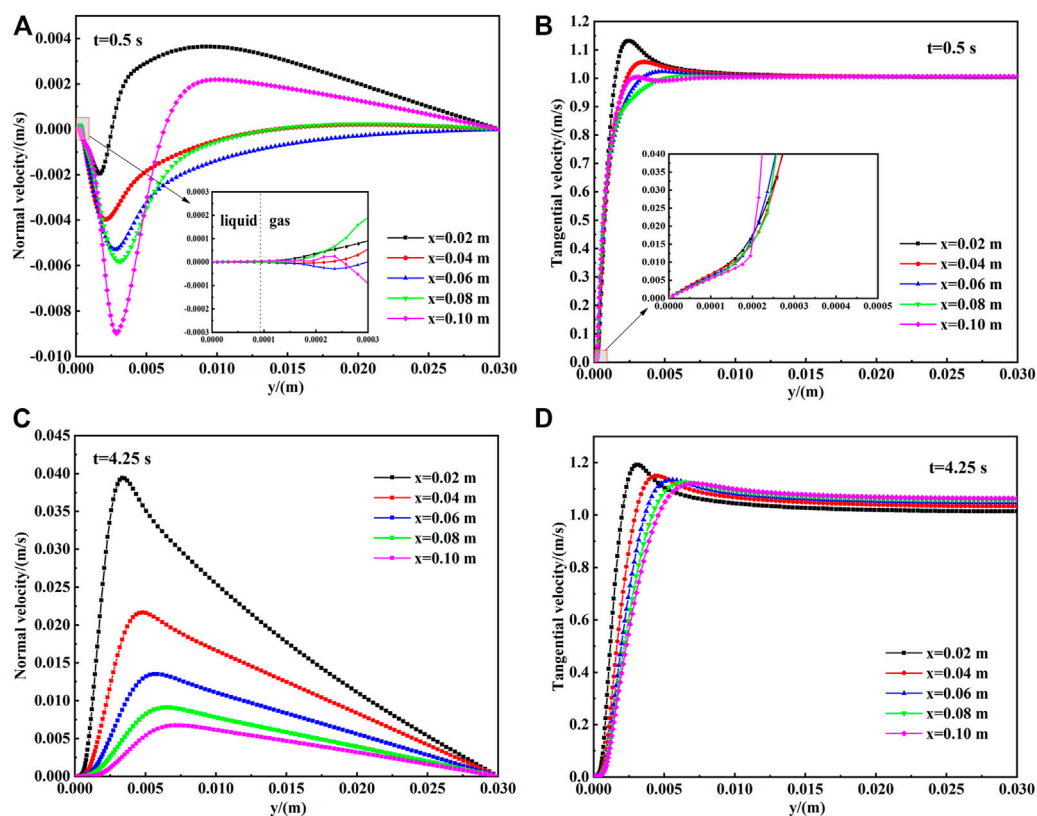 A
t=0.5 s
Normal velocity/(m/s)
0.004
0.002
0.000
-0.002
-0.004
-0.006
-0.008
-0.010
0.000 0.005 0.010 0.015 0.020 0.025 0.030
y/(m)
0.0003
0.0002
0.0001
0.0000
-0.0001
-0.0002
-0.0003
0.0000 0.0001 0.0002 0.0003
liquid gas
x=0.02 m
x=0.04 m
x=0.06 m
x=0.08 m
x=0.10 m
B
t=0.5 s
Tangential velocity/(m/s)
1.2
1.1
1.0
0.9
0.8
0.7
0.6
0.5
0.4
0.3
0.2
0.1
0.0
0.000 0.005 0.010 0.015 0.020 0.025 0.030
y/(m)
0.040
0.035
0.030
0.025
0.020
0.015
0.010
0.005
0.000
0.0000 0.0001 0.0002 0.0003 0.0004 0.0005
x=0.02 m
x=0.04 m
x=0.06 m
x=0.08 m
x=0.10 m
C
t=4.25 s
Normal velocity/(m/s)
0.045
0.040
0.035
0.030
0.025
0.020
0.015
0.010
0.005
0.000
0.000 0.005 0.010 0.015 0.020 0.025 0.030
y/(m)
x=0.02 m
x=0.04 m
x=0.06 m
x=0.08 m
x=0.10 m
D
t=4.25 s
Tangential velocity/(m/s)
1.2
1.0
0.8
0.6
0.4
1.2
0.0
0.000 0.005 0.010 0.015 0.020 0.025 0.030
y/(m)
x=0.02 m
x=0.04 m
x=0.06 m
x=0.08 m
x=0.10 m